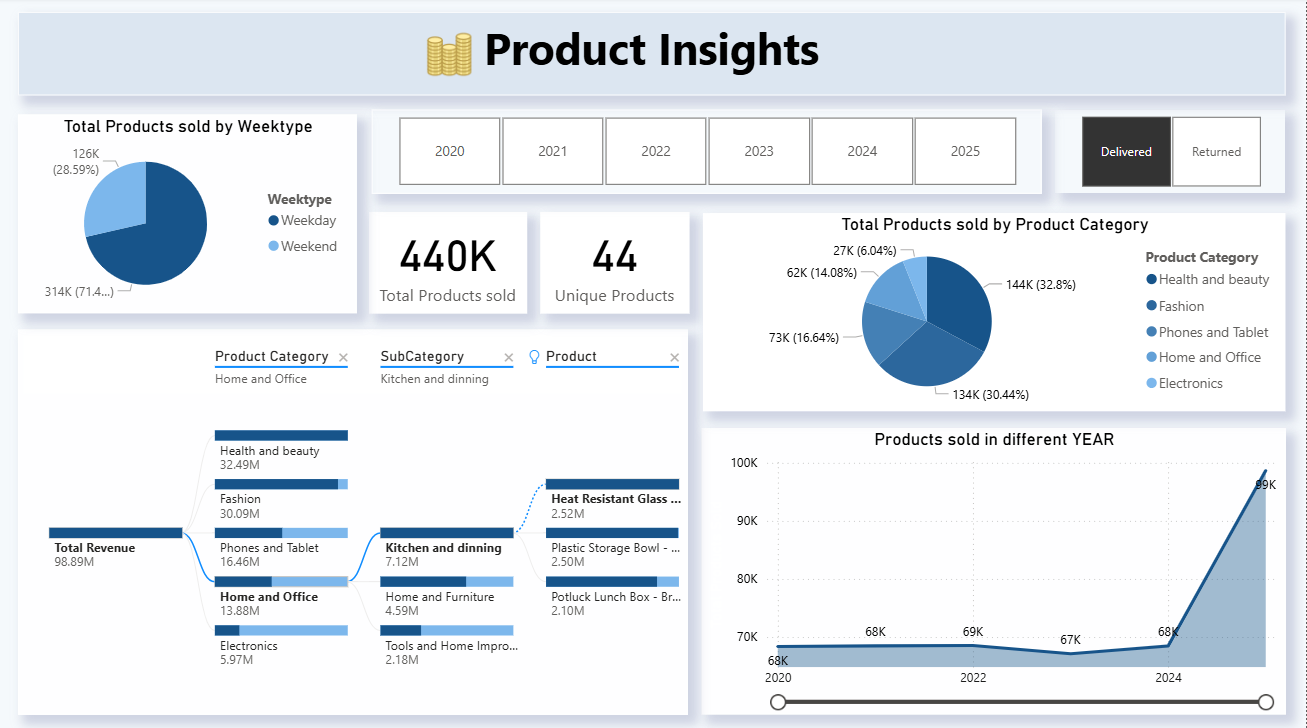 Product Insights
Total Products sold by Weektype
126K
(28.59%)
314K (71.4...)
Weektype
Weekday
Weekend
2020
2021
2022
2023
2024
2025
Delivered
Returned
440K
Total Products sold
44
Unique Products
Total Products sold by Product Category
27K (6.04%)
62K (14.08%)
73K (16.64%)
144K (32.8%)
134K (30.44%)
Product Category
Health and beauty
Fashion
Phones and Tablet
Home and Office
Electronics
Product Category
Home and Office
SubCategory
Kitchen and dinning
Product
Total Revenue
98.89M
Health and beauty
32.49M
Fashion
30.09M
Phones and Tablet
16.46M
Home and Office
13.88M
Electronics
5.97M
Kitchen and dinning
7.12M
Home and Furniture
4.59M
Tools and Home Impro...
2.18M
Heat Resistant Glass ...
2.52M
Plastic Storage Bowl - ...
2.50M
Potluck Lunch Box - Br...
2.10M
Products sold in different YEAR
100K
90K
80K
70K
68K
68K
69K
67K
68K
99K
2020
2022
2024